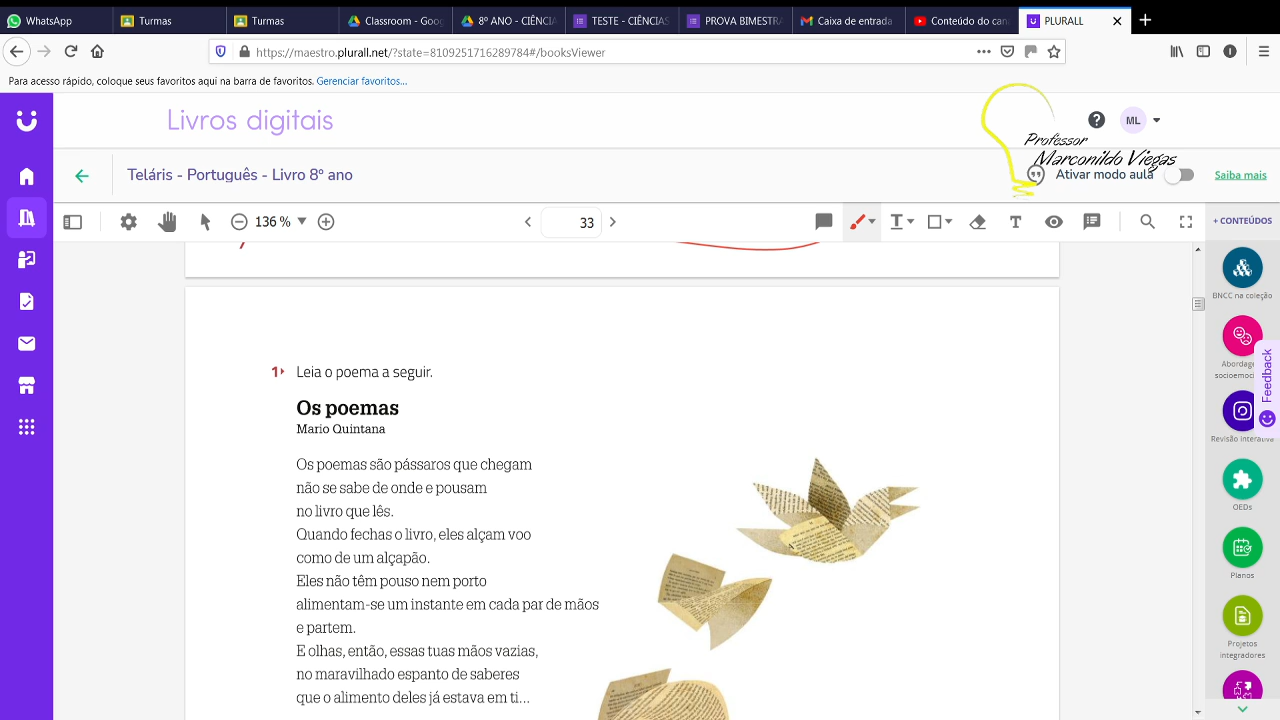 WhatsApp
Turmas
Turmas
Classroom - Goog
8º ANO - CIÊNCIA
TESTE - CIÊNCIAS
PROVA BIMESTRA
Caixa de entrada
Conteúdo do can
PLURALL
https://maestro.plurall.net/?state=8109251716289784#/booksViewer
Para acesso rápido, coloque seus favoritos aqui na barra de favoritos. Gerenciar favoritos...
Livros digitais
ML
Professor
Marconildo Viegas
Teláris - Português - Livro 8º ano
Ativar modo aula
Saiba mais
136 %
33
+ CONTEÚDOS
BNCC na coleção
Abordage
socioemoci
Feedback
Revisão interativa
OEDs
Planos
Projetos
integradores
1 Leia o poema a seguir.
Os poemas
Mario Quintana
Os poemas são pássaros que chegam
não se sabe de onde e pousam
no livro que lês.
Quando fechas o livro, eles alçam voo
como de um alçapão.
Eles não têm pouso nem porto
alimentam-se um instante em cada par de mãos
e partem.
E olhas, então, essas tuas mãos vazias,
no maravilhado espanto de saberes
que o alimento deles já estava em ti...